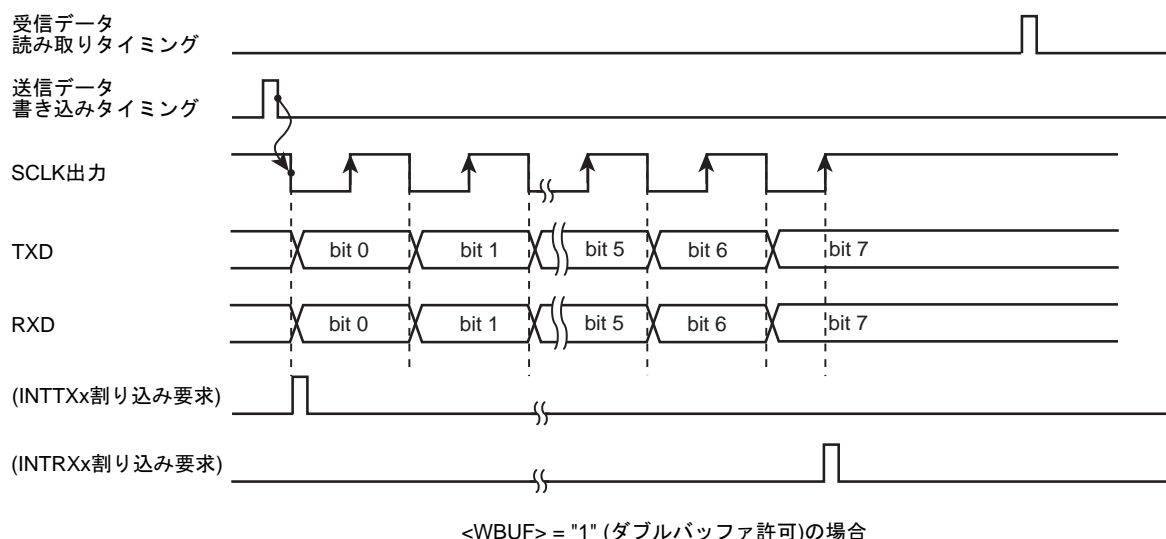 受信データ
読み取りタイミング
送信データ
書き込みタイミング
SCLK出力
TXD
bit 0
bit 1
bit 5
bit 6
bit 7
RXD
bit 0
bit 1
bit 5
bit 6
bit 7
(INTTXx割り込み要求)
(INTRXx割り込み要求)
<WBUF> = "1" (ダブルバッファ許可)の場合